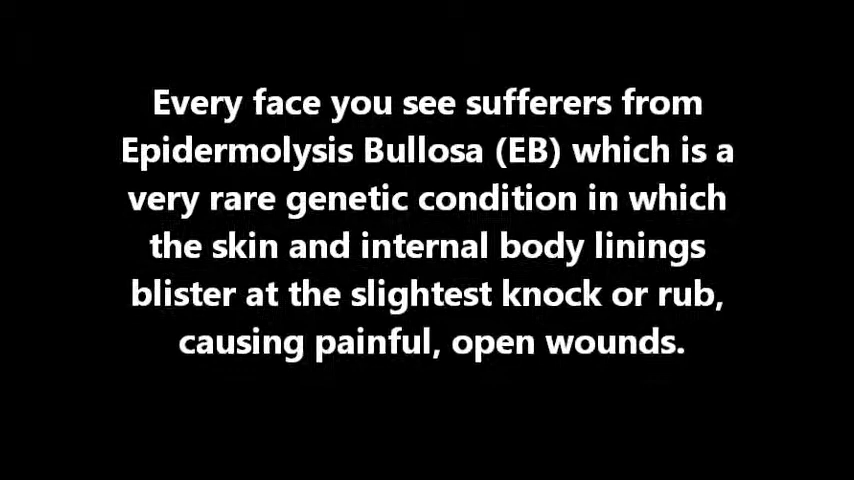 Every face you see sufferers from
Epidermolysis Bullosa (EB) which is a
very rare genetic condition in which
the skin and internal body linings
blister at the slightest knock or rub,
causing painful, open wounds.